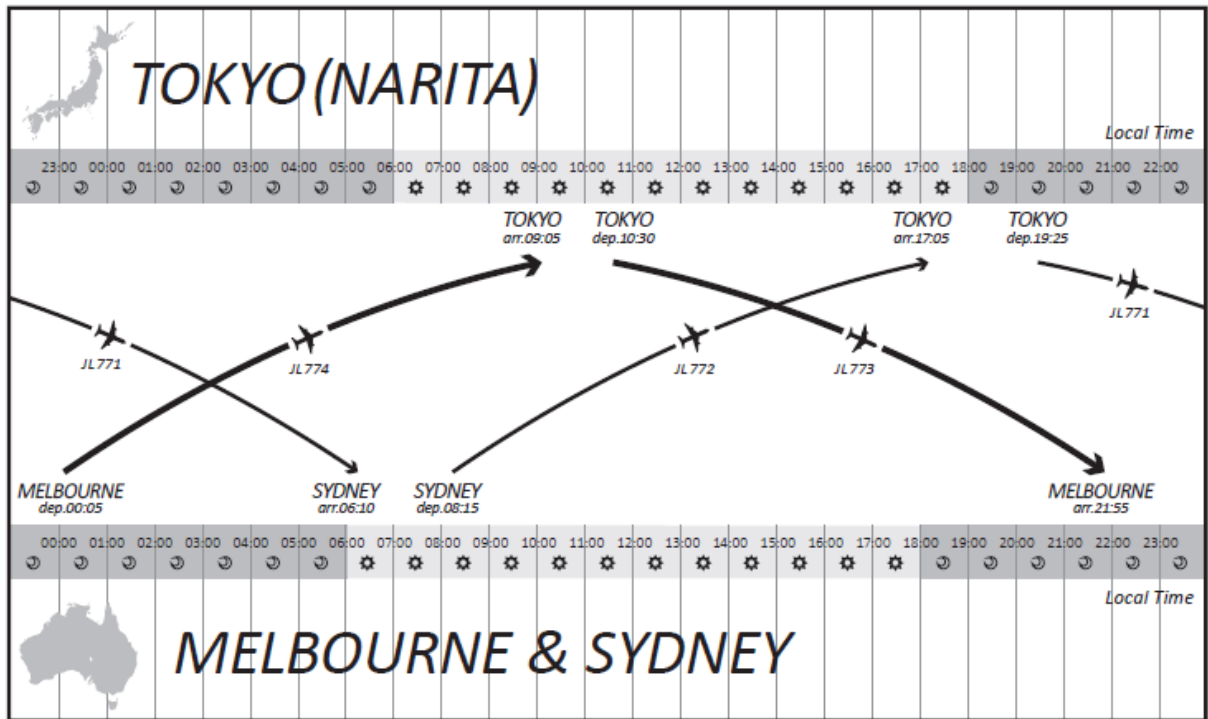 TOKYO (NARITA)
Local Time
23:00 00:00 01:00 02:00 03:00 04:00 05:00 06:00 07:00 08:00 09:00 10:00 11:00 12:00 13:00 14:00 15:00 16:00 17:00 18:00 19:00 20:00 21:00 22:00
TOKYO TOKYO TOKYO TOKYO
arr.09:05 dep.10:30 arr.17:05 dep.19:25
JL771
JL771 JL774 JL772 JL773
MELBOURNE SYDNEY SYDNEY MELBOURNE
dep.00:05 arr.06:10 dep.08:15 arr.21:55
00:00 01:00 02:00 03:00 04:00 05:00 06:00 07:00 08:00 09:00 10:00 11:00 12:00 13:00 14:00 15:00 16:00 17:00 18:00 19:00 20:00 21:00 22:00 23:00
Local Time
MELBOURNE & SYDNEY